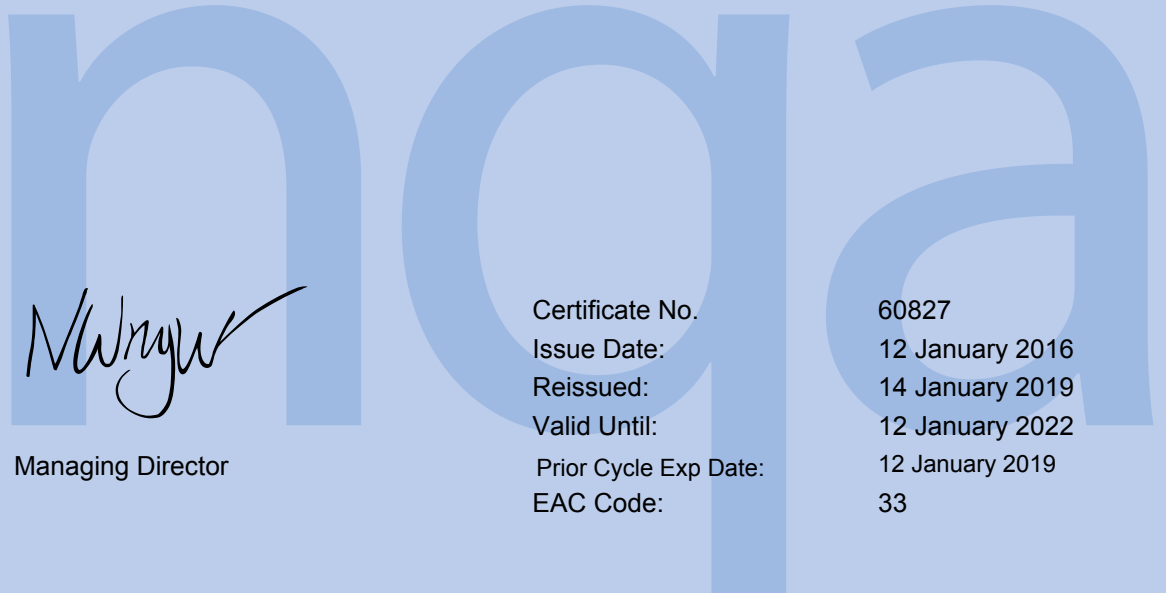 nqa
Certificate No. 60827
Issue Date: 12 January 2016
Reissued: 14 January 2019
Valid Until: 12 January 2022
Managing Director
Prior Cycle Exp Date: 12 January 2019
EAC Code: 33